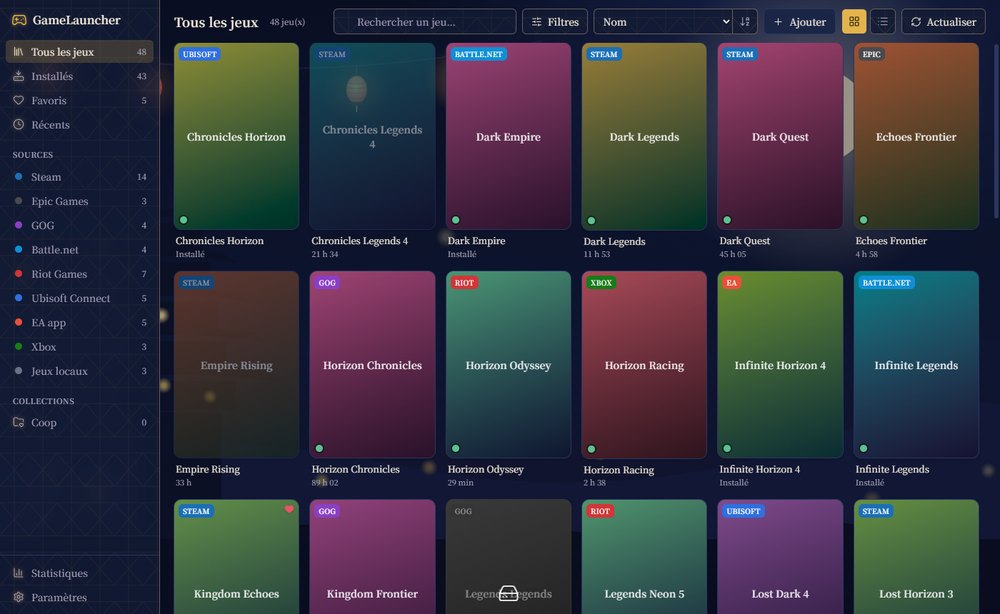 GameLauncher
Tous les jeux 48
Installés 43
Favoris 5
Récents
SOURCES
Steam 14
Epic Games 3
GOG 4
Battle.net 4
Riot Games 7
Ubisoft Connect 5
EA app 5
Xbox 3
Jeux locaux 3
COLLECTIONS
Coop 0
Statistiques
Paramètres
Tous les jeux 48 jeu(x) Rechercher un jeu... Filtres Nom Ajouter Actualiser
UBISOFT STEAM BATTLE.NET STEAM STEAM EPIC
Chronicles Horizon Chronicles Legends 4 Dark Empire Dark Legends Dark Quest Echoes Frontier
Chronicles Horizon Chronicles Legends 4 Dark Empire Dark Legends Dark Quest Echoes Frontier
Installé 21 h 34 Installé 11 h 53 45 h 05 4 h 58
STEAM GOG RIOT XBOX EA BATTLE.NET
Empire Rising Horizon Chronicles Horizon Odyssey Horizon Racing Infinite Horizon 4 Infinite Legends
Empire Rising Horizon Chronicles Horizon Odyssey Horizon Racing Infinite Horizon 4 Infinite Legends
33 h 89 h 02 29 min 2 h 38 Installé Installé
STEAM GOG GOG RIOT UBISOFT STEAM
Kingdom Echoes Kingdom Frontier Legends Legends Legends Neon 5 Lost Dark 4 Lost Horizon 3